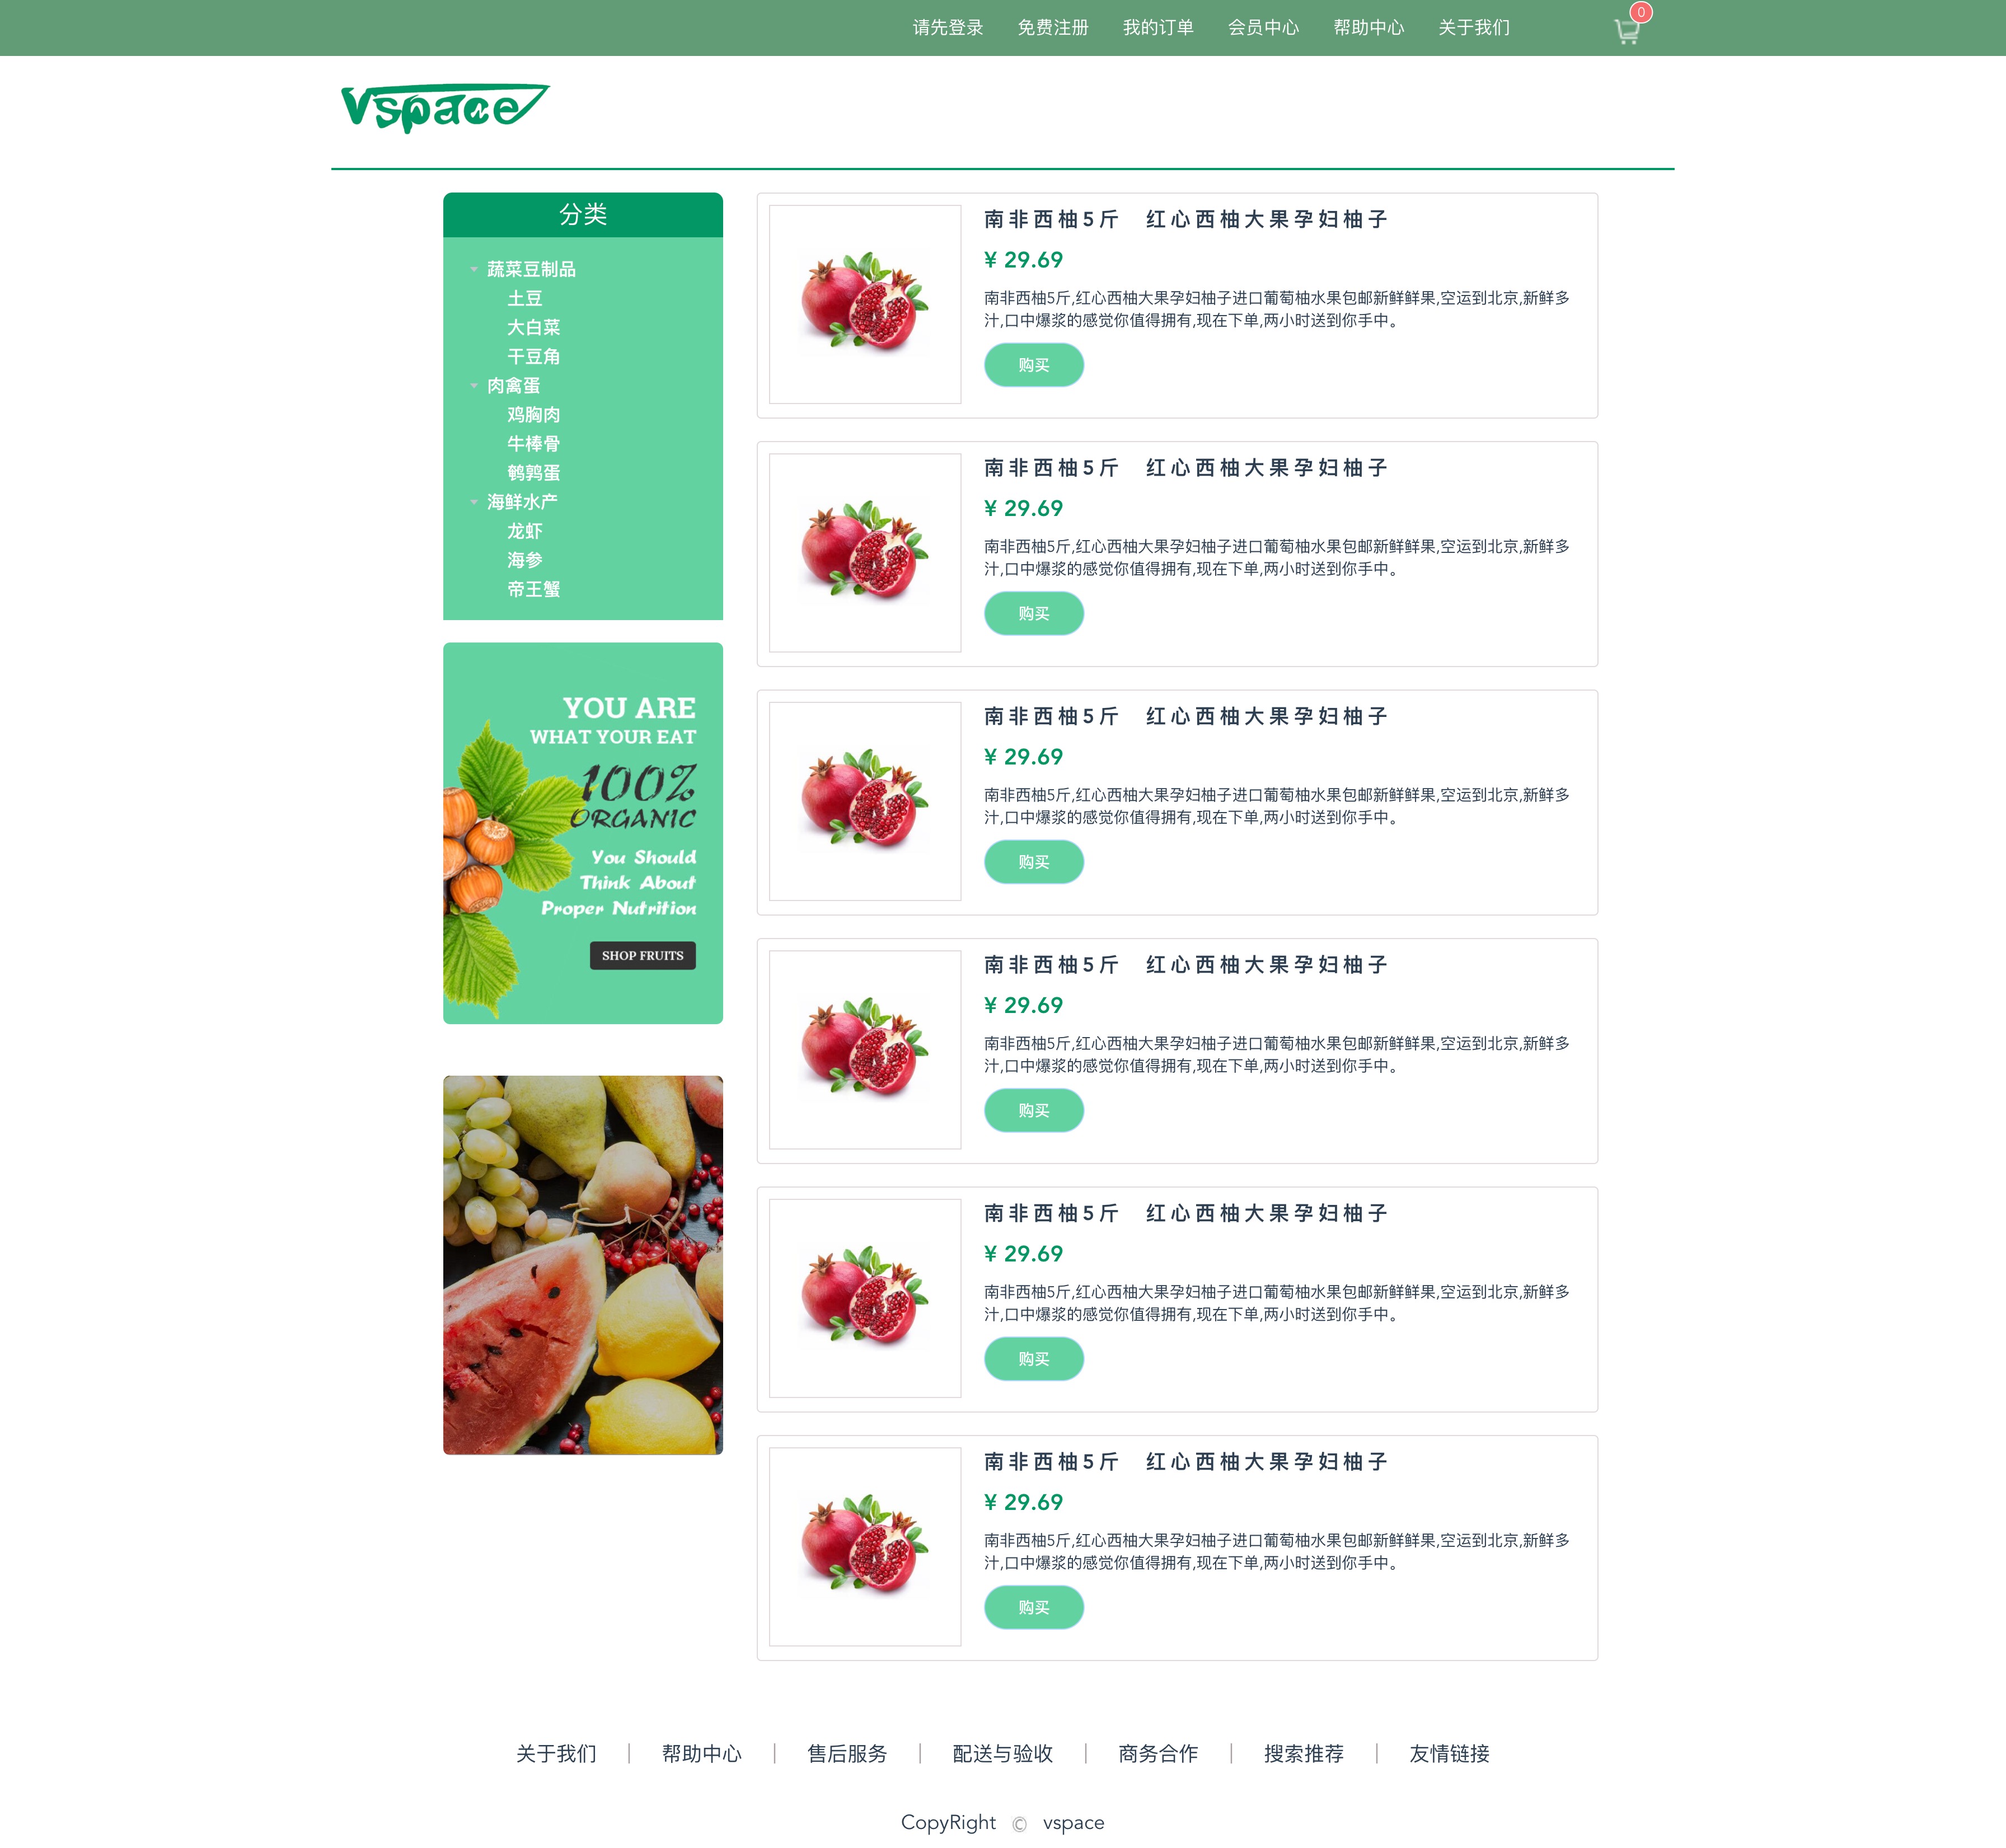 请先登录 免费注册 我的订单 会员中心 帮助中心 关于我们 0
Vspace
分类
蔬菜豆制品
土豆
大白菜
干豆角
肉禽蛋
鸡胸肉
牛棒骨
鹌鹑蛋
海鲜水产
龙虾
海参
帝王蟹
YOU ARE
WHAT YOUR EAT
100%
ORGANIC
You Should
Think About
Proper Nutrition
SHOP FRUITS
南非西柚5斤 红心西柚大果孕妇柚子
¥ 29.69
南非西柚5斤,红心西柚大果孕妇柚子进口葡萄柚水果包邮新鲜鲜果,空运到北京,新鲜多
汁,口中爆浆的感觉你值得拥有,现在下单,两小时送到你手中。
购买
南非西柚5斤 红心西柚大果孕妇柚子
¥ 29.69
南非西柚5斤,红心西柚大果孕妇柚子进口葡萄柚水果包邮新鲜鲜果,空运到北京,新鲜多
汁,口中爆浆的感觉你值得拥有,现在下单,两小时送到你手中。
购买
南非西柚5斤 红心西柚大果孕妇柚子
¥ 29.69
南非西柚5斤,红心西柚大果孕妇柚子进口葡萄柚水果包邮新鲜鲜果,空运到北京,新鲜多
汁,口中爆浆的感觉你值得拥有,现在下单,两小时送到你手中。
购买
南非西柚5斤 红心西柚大果孕妇柚子
¥ 29.69
南非西柚5斤,红心西柚大果孕妇柚子进口葡萄柚水果包邮新鲜鲜果,空运到北京,新鲜多
汁,口中爆浆的感觉你值得拥有,现在下单,两小时送到你手中。
购买
南非西柚5斤 红心西柚大果孕妇柚子
¥ 29.69
南非西柚5斤,红心西柚大果孕妇柚子进口葡萄柚水果包邮新鲜鲜果,空运到北京,新鲜多
汁,口中爆浆的感觉你值得拥有,现在下单,两小时送到你手中。
购买
南非西柚5斤 红心西柚大果孕妇柚子
¥ 29.69
南非西柚5斤,红心西柚大果孕妇柚子进口葡萄柚水果包邮新鲜鲜果,空运到北京,新鲜多
汁,口中爆浆的感觉你值得拥有,现在下单,两小时送到你手中。
购买
关于我们 | 帮助中心 | 售后服务 | 配送与验收 | 商务合作 | 搜索推荐 | 友情链接
CopyRight © vspace